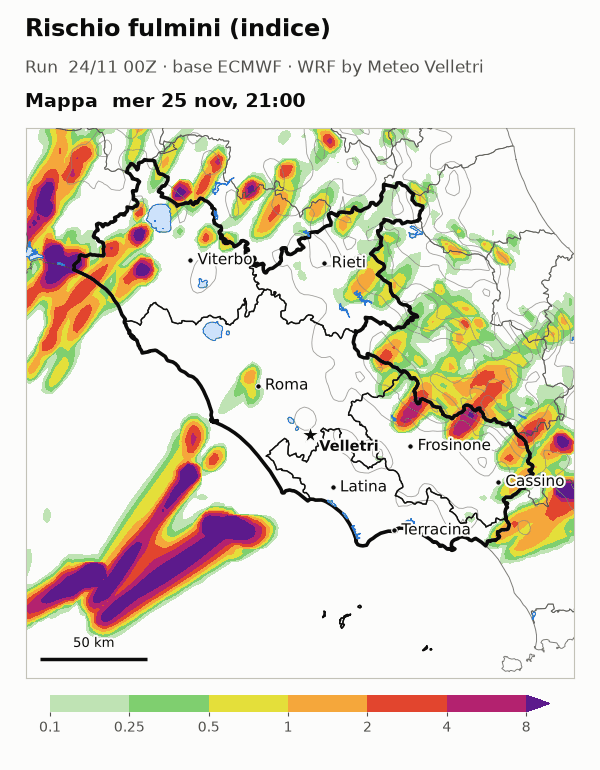 Rischio fulmini (indice)
Run  24/11 00Z · base ECMWF · WRF by Meteo Velletri
Mappa  mer 25 nov, 21:00
Viterbo
Rieti
Roma
Velletri
Frosinone
Latina
Cassino
Terracina
50 km
0.1 0.25 0.5 1 2 4 8